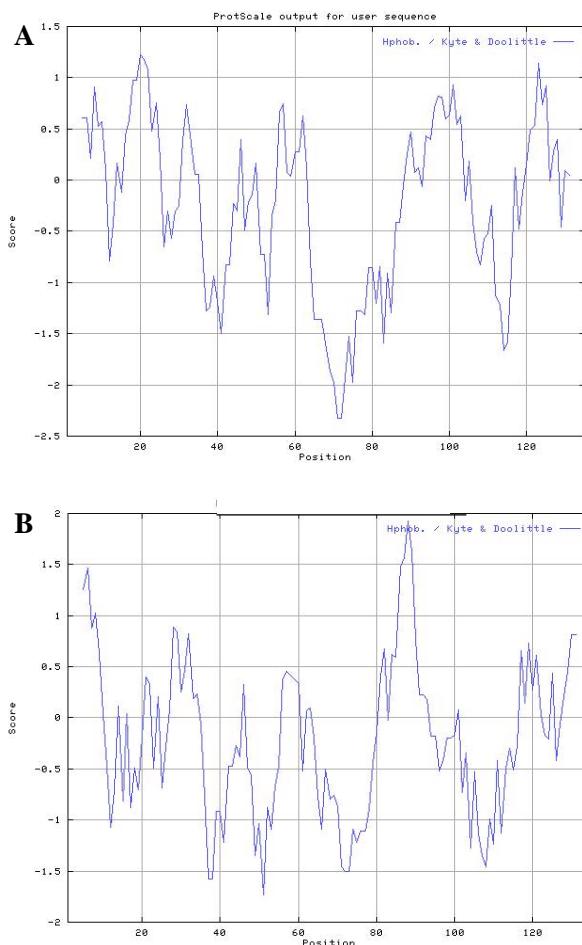 A
ProtScale output for user sequence
Hphob. / Kyte & Doolittle
1.5
1
0.5
0
-0.5
-1
-1.5
-2
-2.5
Score
20 40 60 80 100 120
Position
B
Hphob. / Kyte & Doolittle
2
1.5
1
0.5
0
-0.5
-1
-1.5
-2
Score
20 40 60 80 100 120
Position